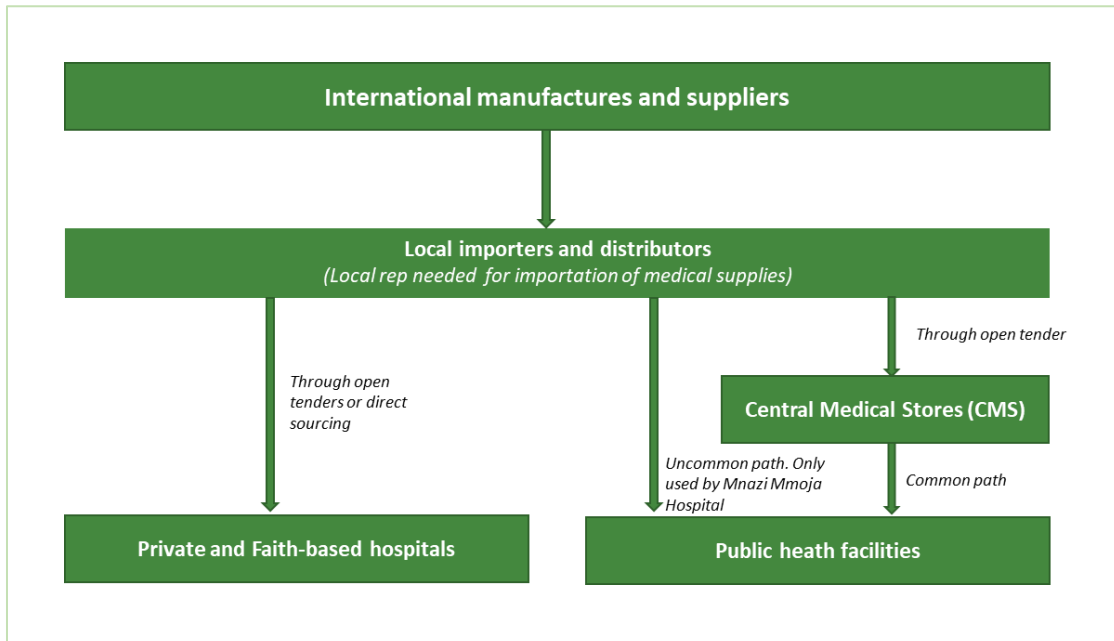 International manufactures and suppliers
Local importers and distributors
(Local rep needed for importation of medical supplies)
Through open tender
Through open
tenders or direct
sourcing
Central Medical Stores (CMS)
Uncommon path. Only
used by Mnazi Mmoja
Hospital
Common path
Private and Faith-based hospitals
Public heath facilities